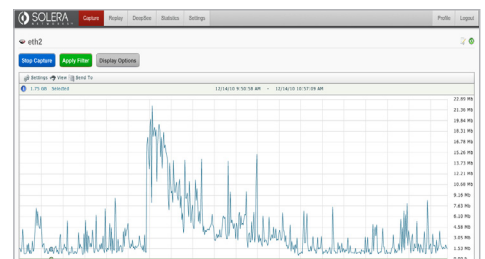 SOLERA
NETWORKS
Capture Replay DeepSee Statistics Settings Profile Logout
eth2
Stop Capture Apply Filter Display Options
Settings View Send To
1.75 GB Selected 12/14/10 9:50:58 AM - 12/14/10 10:57:09 AM
22.89 Mb
21.36 Mb
19.84 Mb
18.31 Mb
16.78 Mb
15.26 Mb
13.73 Mb
12.21 Mb
10.68 Mb
9.16 Mb
7.63 Mb
6.10 Mb
4.58 Mb
3.05 Mb
1.53 Mb